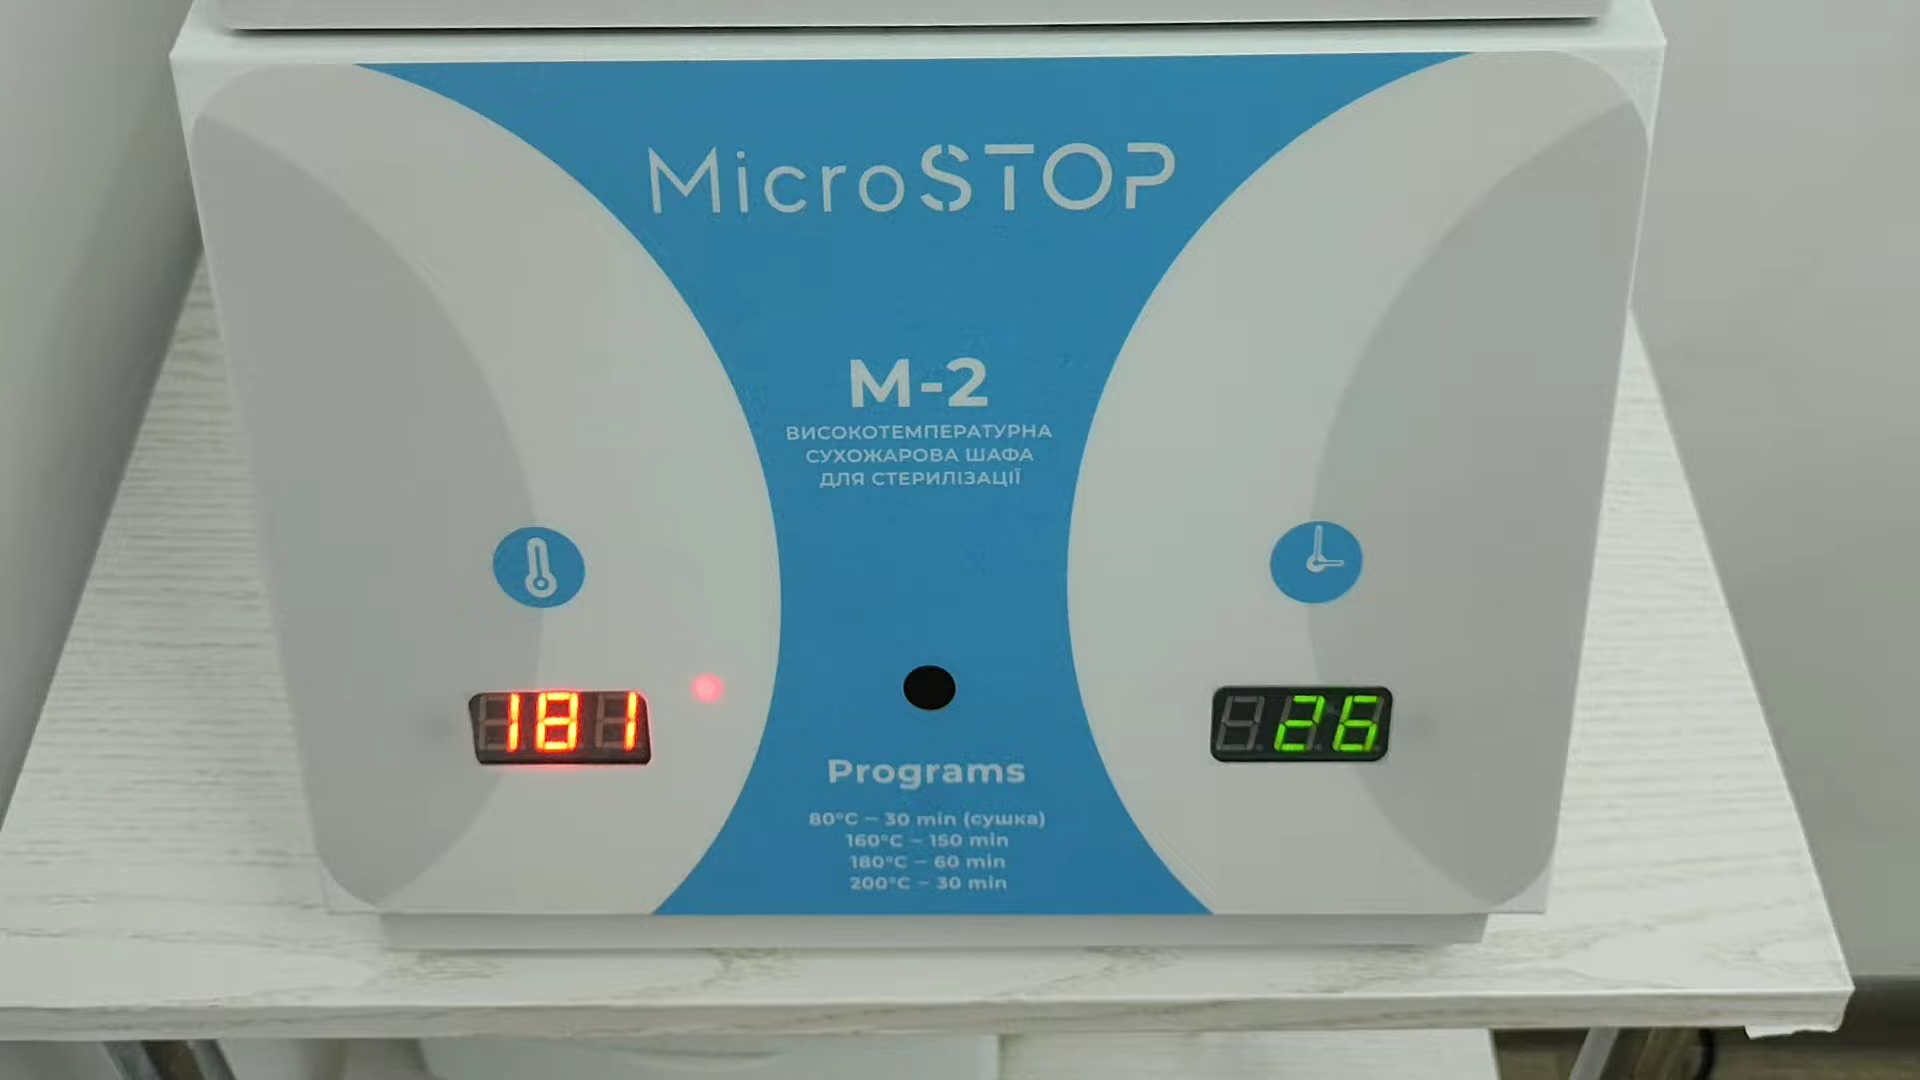 MicroSTOP
M-2
ВИСОКОТЕМПЕРАТУРНА
СУХОЖАРОВА ШАФА
ДЛЯ СТЕРИЛІЗАЦІЇ
181
26
Programs
80°C – 30 min (сушка)
160°C – 150 min
180°C – 60 min
200°C – 30 min